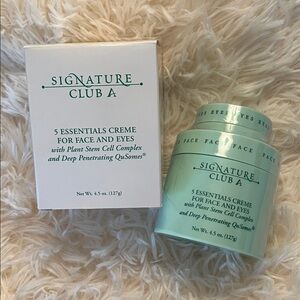 SIGNATURE
CLUB A
5 ESSENTIALS CREME
FOR FACE AND EYES
with Plant Stem Cell Complex
and Deep Penetrating QuSomes®
Net Wt. 4.5 oz. (127g)
EYES EYES
FACE FACE FACE
SIGNATURE
CLUB A
5 ESSENTIALS CREME
FOR FACE AND EYES
with Plant Stem Cell Complex
and Deep Penetrating QuSomes®
Net Wt. 4.5 oz. (127g)